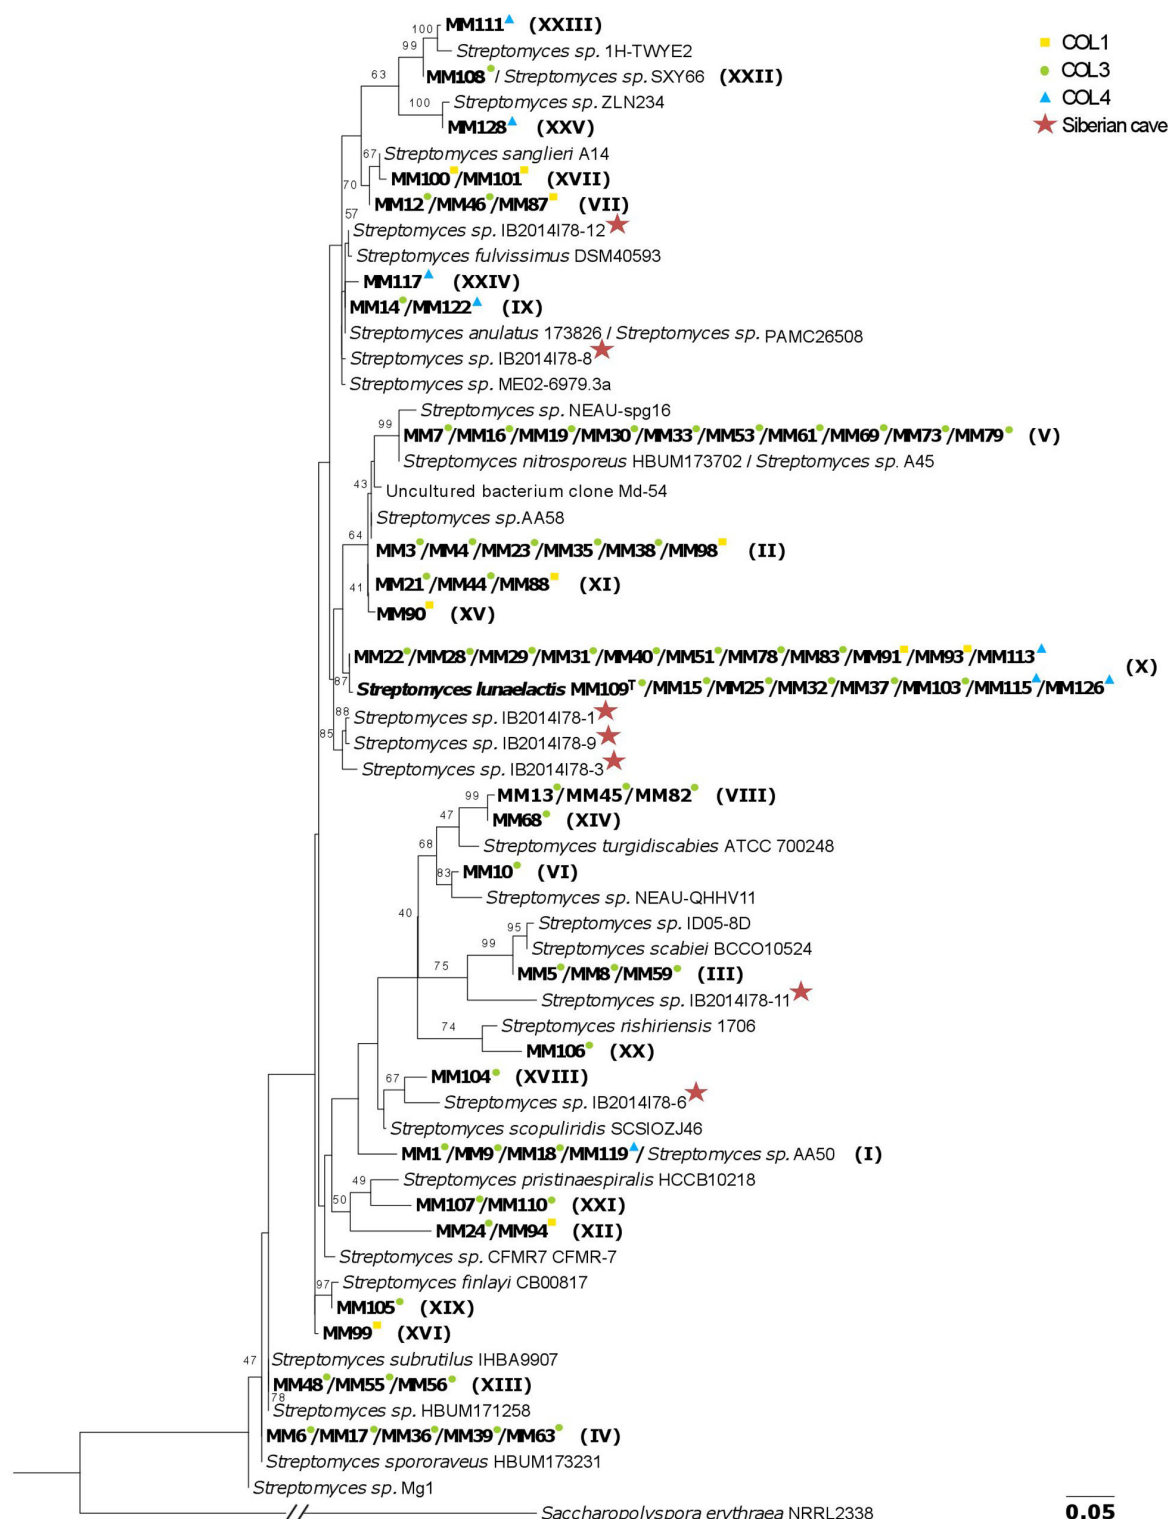 MM111 (XXIII)
COL1
COL3
COL4
Siberian cave
100
Streptomyces sp. 1H-TWYE2
99
MM108 / Streptomyces sp. SXY66 (XXII)
63
Streptomyces sp. ZLN234
100
MM128 (XXV)
67
Streptomyces sanglieri A14
MM100/MM101 (XVII)
70
MM12/MM46/MM87 (VII)
57
Streptomyces sp. IB2014I78-12
Streptomyces fulvissimus DSM40593
MM117 (XXIV)
MM14/MM122 (IX)
Streptomyces anulatus 173826 / Streptomyces sp. PAMC26508
Streptomyces sp. IB2014I78-8
Streptomyces sp. ME02-6979.3a
Streptomyces sp. NEAU-spg16
99
MM7/MM16/MM19/MM30/MM33/MM53/MM61/MM69/MM73/MM79 (V)
Streptomyces nitrosporeus HBUM173702 / Streptomyces sp. A45
43
Uncultured bacterium clone Md-54
Streptomyces sp.AA58
64
MM3/MM4/MM23/MM35/MM38/MM98 (II)
MM21/MM44/MM88 (XI)
41
MM90 (XV)
MM22/MM28/MM29/MM31/MM40/MM51/MM78/MM83/MM91/MM93/MM113
(X)
87
Streptomyces lunaelactis MM109T/MM15/MM25/MM32/MM37/MM103/MM115/MM126
88
Streptomyces sp. IB2014I78-1
85
Streptomyces sp. IB2014I78-9
Streptomyces sp. IB2014I78-3
99
MM13/MM45/MM82 (VIII)
47
MM68 (XIV)
68
Streptomyces turgidiscabies ATCC 700248
83
MM10 (VI)
Streptomyces sp. NEAU-QHHV11
40
95
Streptomyces sp. ID05-8D
99
Streptomyces scabiei BCCO10524
75
MM5/MM8/MM59 (III)
Streptomyces sp. IB2014I78-11
74
Streptomyces rishiriensis 1706
MM106 (XX)
67
MM104 (XVIII)
Streptomyces sp. IB2014I78-6
Streptomyces scopuliridis SCSIOZJ46
MM1/MM9/MM18/MM119/ Streptomyces sp. AA50 (I)
49
Streptomyces pristinaespiralis HCCB10218
50
MM107/MM110 (XXI)
MM24/MM94 (XII)
Streptomyces sp. CFMR7 CFMR-7
97
Streptomyces finlayi CB00817
MM105 (XIX)
MM99 (XVI)
47
Streptomyces subrutilus IHBA9907
MM48/MM55/MM56 (XIII)
78
Streptomyces sp. HBUM171258
MM6/MM17/MM36/MM39/MM63 (IV)
Streptomyces spororaveus HBUM173231
Streptomyces sp. Mg1
//
Saccharopolyspora erythraea NRRL2338
0.05